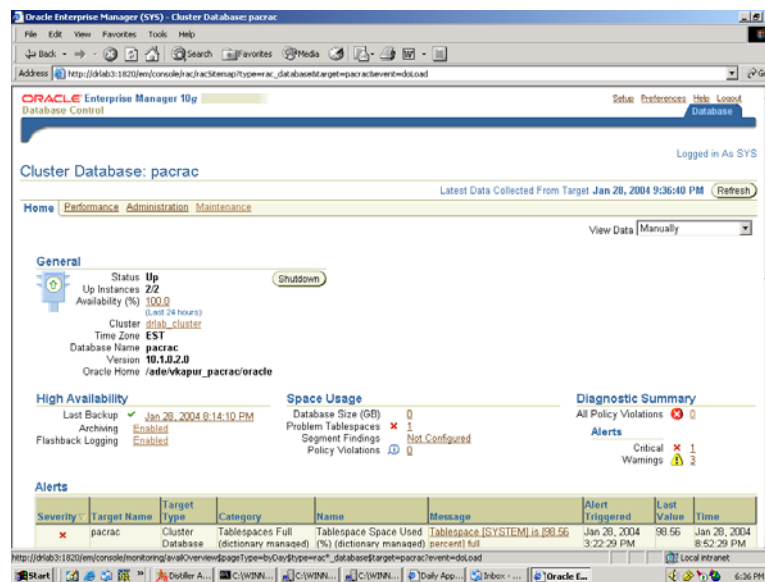 Oracle Enterprise Manager (SYS) - Cluster Database: pacrac
File Edit View Favorites Tools Help
Back Search Favorites Media
Address http://drlab3:1820/em/console/rac/racSitemap?type=rac_database&target=pacrac&event=doLoad
ORACLE Enterprise Manager 10g
Database Control
Setup Preferences Help Logout
Database
Logged in As SYS
Cluster Database: pacrac
Latest Data Collected From Target Jan 28, 2004 9:36:40 PM Refresh
Home Performance Administration Maintenance
View Data Manually
General
Status Up
Shutdown
Up Instances 2/2
Availability (%) 100.0
(Last 24 hours)
Cluster drlab_cluster
Time Zone EST
Database Name pacrac
Version 10.1.0.2.0
Oracle Home /ade/vkapur_pacrac/oracle
High Availability
Last Backup Jan 28, 2004 8:14:10 PM
Archiving Enabled
Flashback Logging Enabled
Space Usage
Database Size (GB) 0
Problem Tablespaces 1
Segment Findings Not Configured
Policy Violations 0
Diagnostic Summary
All Policy Violations 0
Alerts
Critical 1
Warnings 3
Alerts
Severity Target Name Target Type Category Name Message Alert Triggered Last Value Time
pacrac Cluster Database Tablespaces Full (dictionary managed) Tablespace Space Used (%) (dictionary managed) Tablespace [SYSTEM] is [98.56 percent] full Jan 28, 2004 3:22:29 PM 98.56 Jan 28, 2004 8:52:29 PM
http://drlab3:1820/em/console/monitoring/availOverview$pageType=byDay$type=rac*_database$target=pacrac?event=doLoad Local intranet
Start Distiller A... C:\WINN... C:\WINN... C:\WINN... Daily App... Inbox - ... Oracle E... 6:36 PM